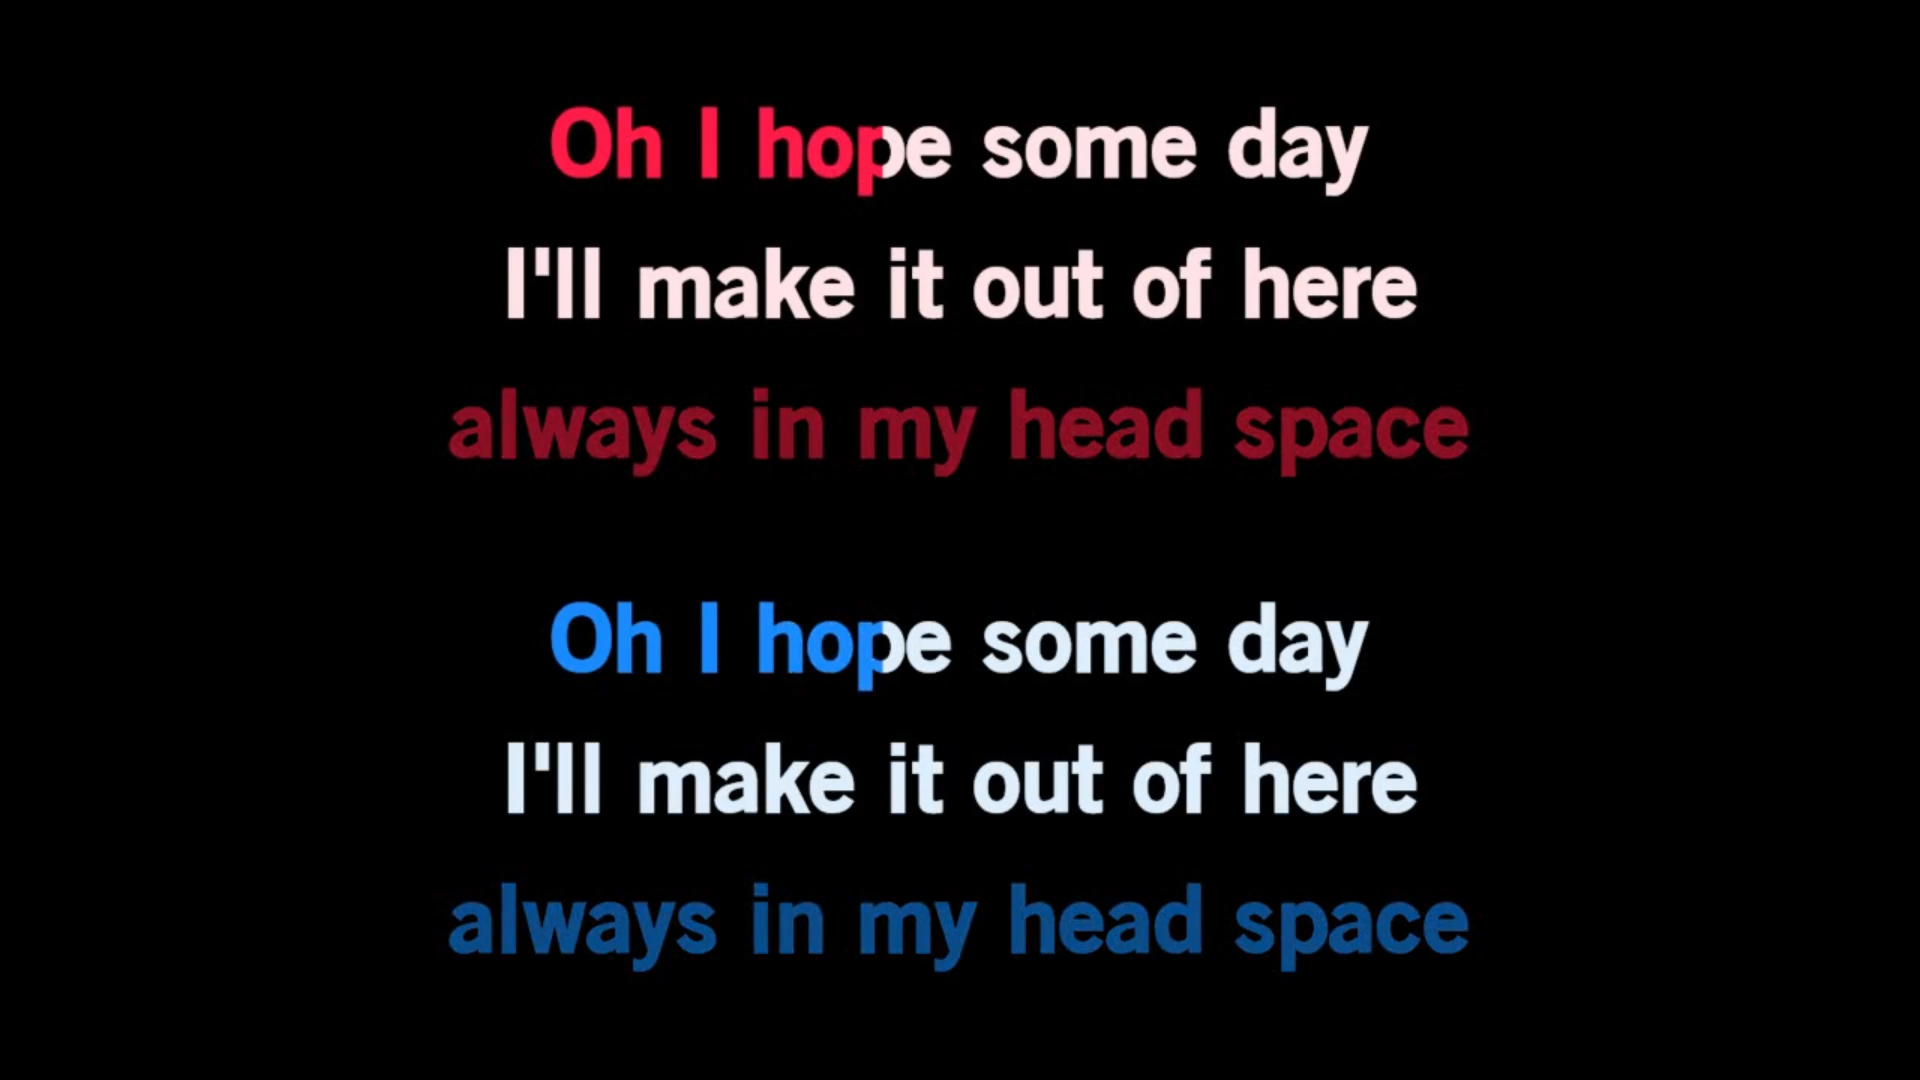 Oh I hope some day
I'll make it out of here
always in my head space
Oh I hope some day
I'll make it out of here
always in my head space